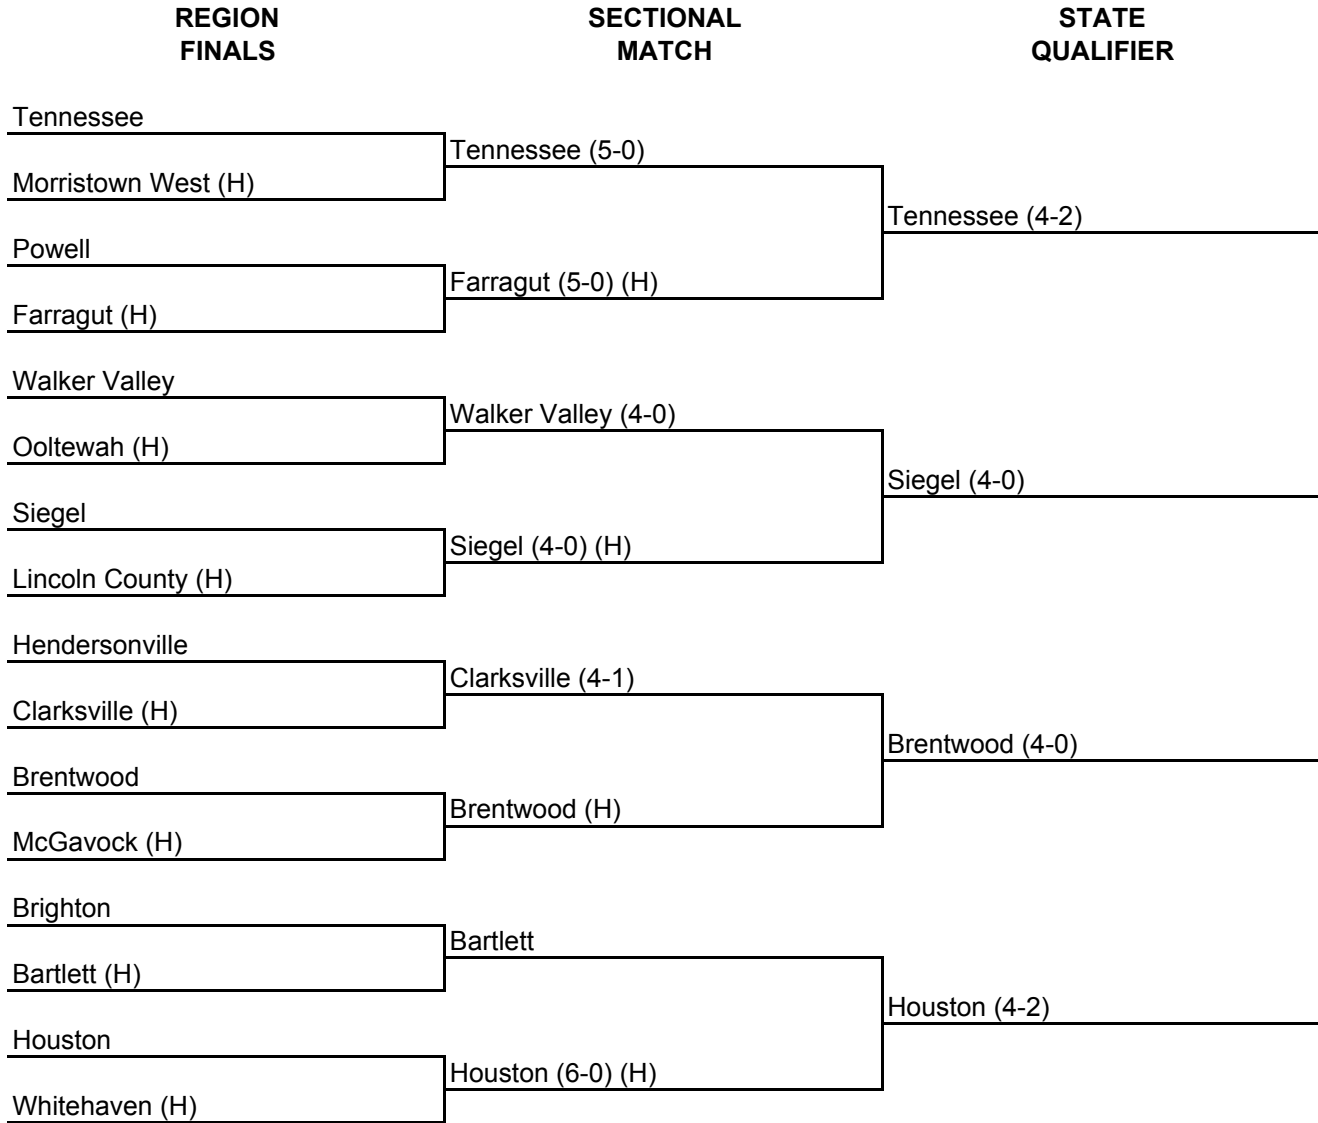 REGION FINALS
SECTIONAL MATCH
STATE QUALIFIER
Tennessee
Tennessee (5-0)
Morristown West (H)
Tennessee (4-2)
Powell
Farragut (5-0) (H)
Farragut (H)
Walker Valley
Walker Valley (4-0)
Ooltewah (H)
Siegel (4-0)
Siegel
Siegel (4-0) (H)
Lincoln County (H)
Hendersonville
Clarksville (4-1)
Clarksville (H)
Brentwood (4-0)
Brentwood
Brentwood (H)
McGavock (H)
Brighton
Bartlett
Bartlett (H)
Houston (4-2)
Houston
Houston (6-0) (H)
Whitehaven (H)